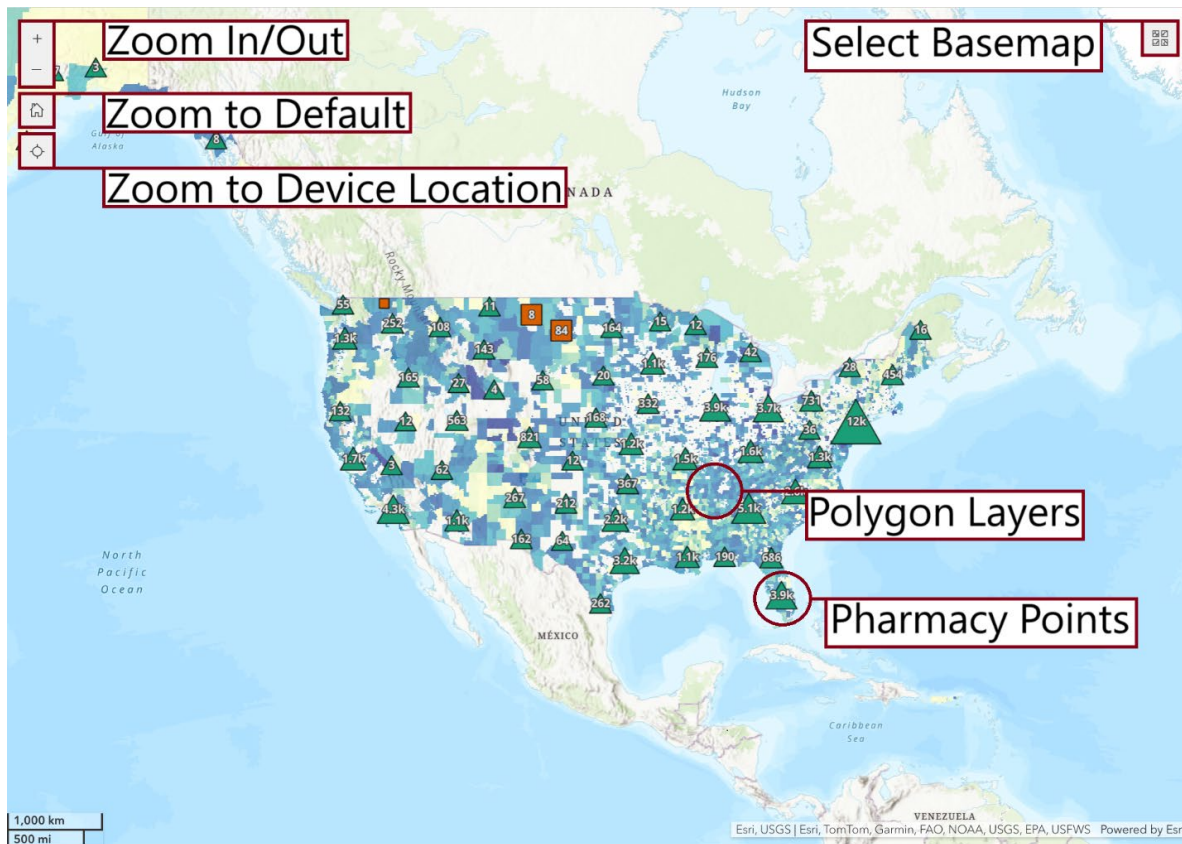 +
Zoom In/Out
Select Basemap
−
3
Zoom to Default
Hudson
Bay
Gulf of
Alaska
8
Zoom to Device Location
NADA
Rocky
55
252
108
11
8
84
164
15
12
16
1.3k
143
1.1k
176
42
28
454
165
27
4
58
20
132
12
563
168
332
3.9k
3.7k
731
36
12k
UNITED
STATES
821
1.2k
1.7k
3
62
12
1.5k
1.6k
1.3k
367
267
212
4.3k
1.1k
2.2k
1.2k
5.1k
Polygon Layers
162
64
3.2k
1.1k
190
686
North
Pacific
Ocean
262
3.9k
Pharmacy Points
MÉXICO
Caribbean
Sea
VENEZUELA
1,000 km
500 mi
Esri, USGS | Esri, TomTom, Garmin, FAO, NOAA, USGS, EPA, USFWS Powered by Esr